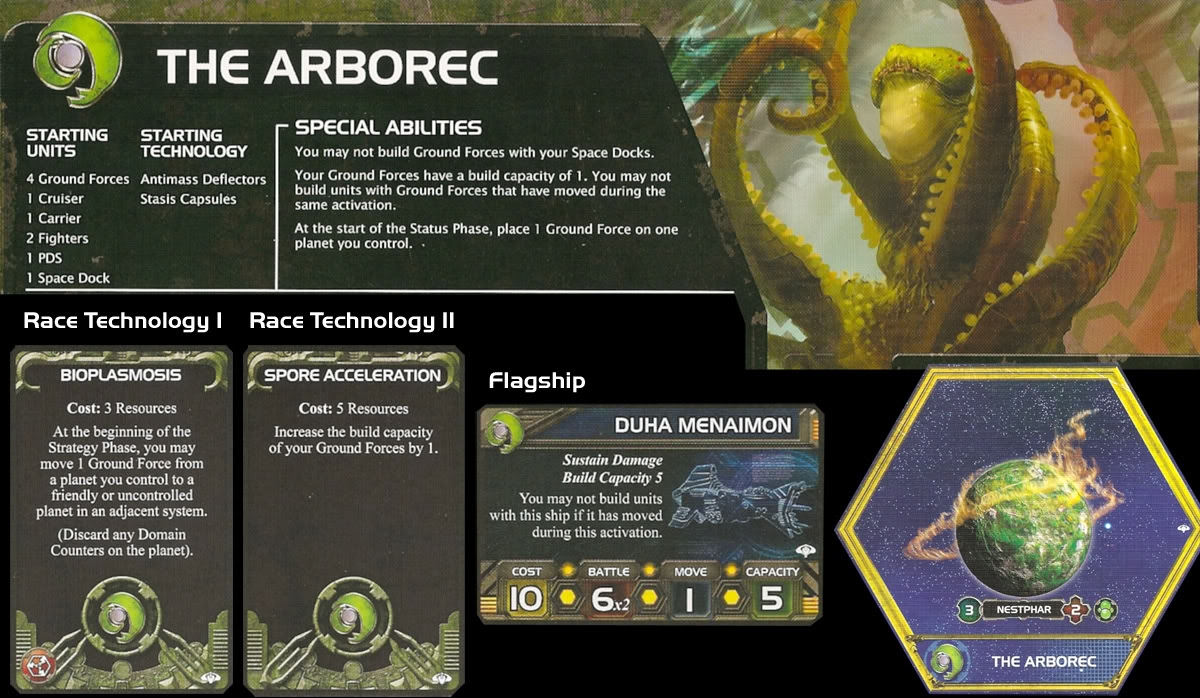 THE ARBOREC
STARTING
UNITS
4 Ground Forces
1 Cruiser
1 Carrier
2 Fighters
1 PDS
1 Space Dock
STARTING
TECHNOLOGY
Antimass Deflectors
Stasis Capsules
SPECIAL ABILITIES
You may not build Ground Forces with your Space Docks.
Your Ground Forces have a build capacity of 1. You may not
build units with Ground Forces that have moved during the
same activation.
At the start of the Status Phase, place 1 Ground Force on one
planet you control.
Race Technology I
BIOPLASMOSIS
Cost: 3 Resources
At the beginning of the
Strategy Phase, you may
move 1 Ground Force from
a planet you control to a
friendly or uncontrolled
planet in an adjacent system.
(Discard any Domain
Counters on the planet).
Race Technology II
SPORE ACCELERATION
Cost: 5 Resources
Increase the build capacity
of your Ground Forces by 1.
Flagship
DUHA MENAIMON
Sustain Damage
Build Capacity 5
You may not build units
with this ship if it has moved
during this activation.
COST BATTLE MOVE CAPACITY
10 6x2 1 5
3 NESTPHAR 2
THE ARBOREC